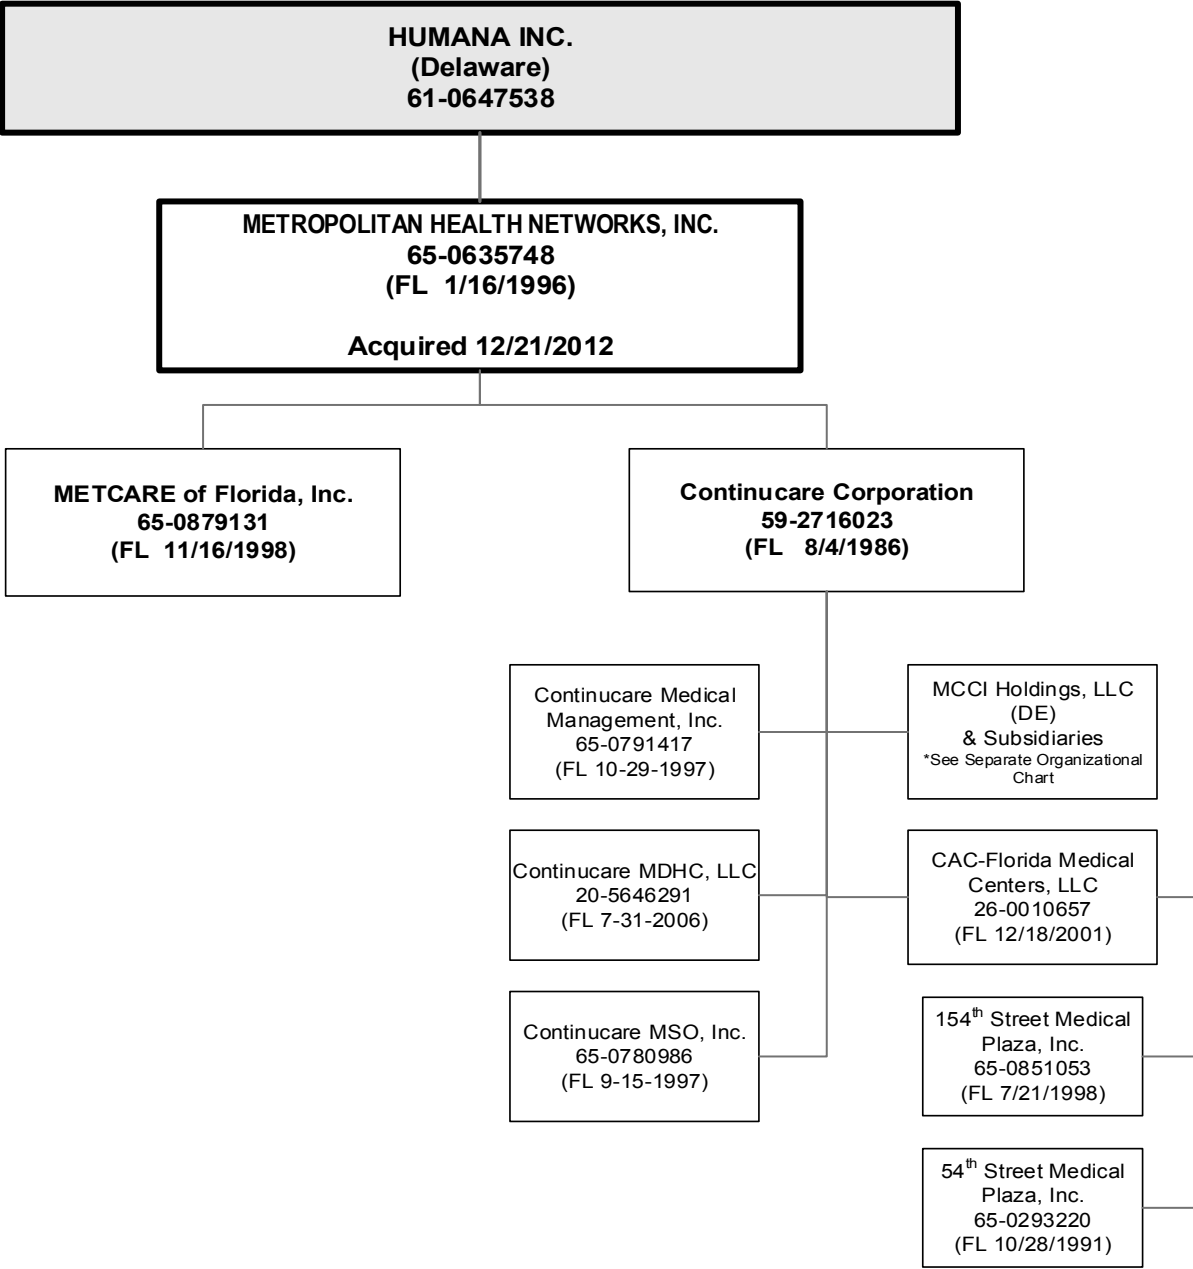 HUMANA INC.
(Delaware)
61-0647538
METROPOLITAN HEALTH NETWORKS, INC.
65-0635748
(FL 1/16/1996)
Acquired 12/21/2012
METCARE of Florida, Inc.
65-0879131
(FL 11/16/1998)
Continucare Corporation
59-2716023
(FL 8/4/1986)
Continucare Medical
Management, Inc.
65-0791417
(FL 10-29-1997)
MCCI Holdings, LLC
(DE)
& Subsidiaries
*See Separate Organizational
Chart
Continucare MDHC, LLC
20-5646291
(FL 7-31-2006)
CAC-Florida Medical
Centers, LLC
26-0010657
(FL 12/18/2001)
Continucare MSO, Inc.
65-0780986
(FL 9-15-1997)
154th Street Medical
Plaza, Inc.
65-0851053
(FL 7/21/1998)
54th Street Medical
Plaza, Inc.
65-0293220
(FL 10/28/1991)